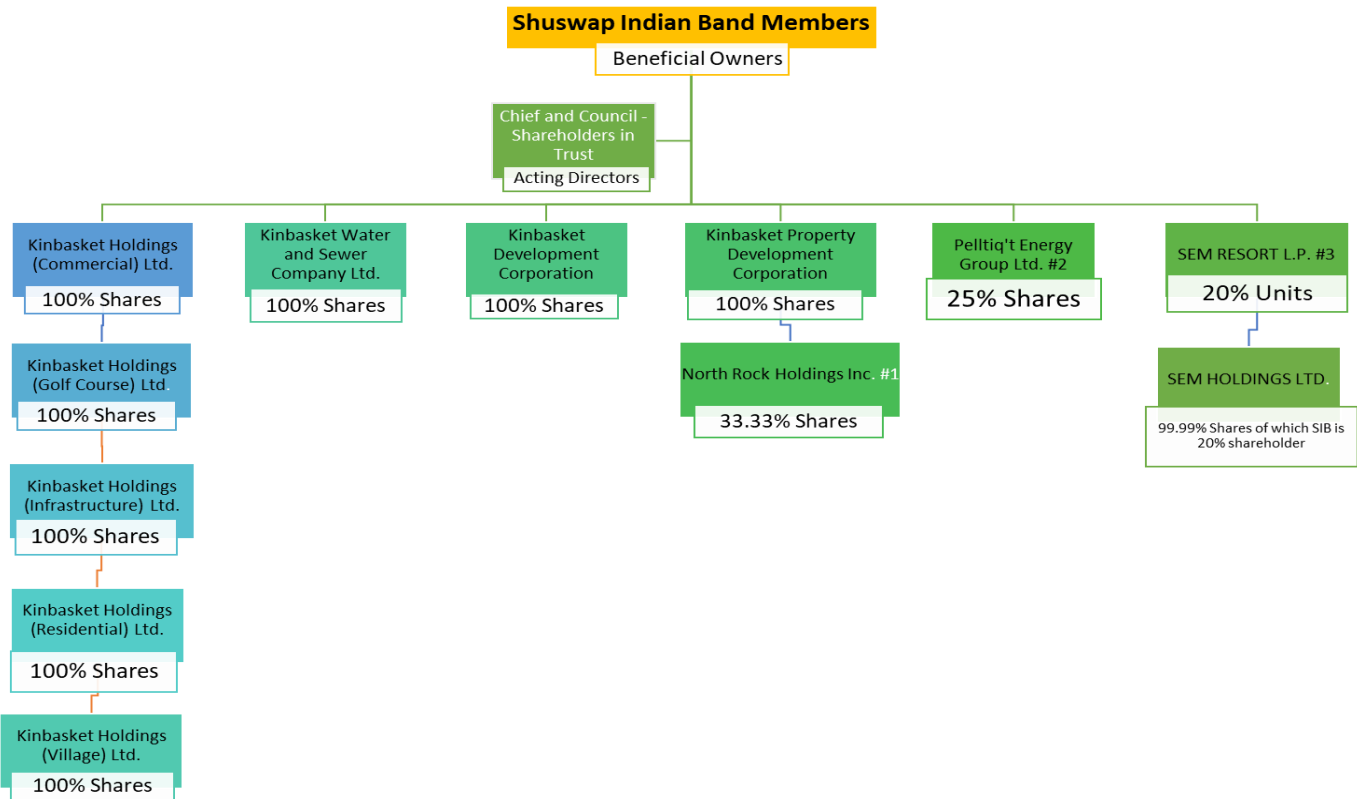 Shuswap Indian Band Members
Beneficial Owners
Chief and Council -
Shareholders in
Trust
Acting Directors
Kinbasket Holdings
(Commercial) Ltd.
100% Shares
Kinbasket Water
and Sewer
Company Ltd.
100% Shares
Kinbasket
Development
Corporation
100% Shares
Kinbasket Property
Development
Corporation
100% Shares
Pelltiq't Energy
Group Ltd. #2
25% Shares
SEM RESORT L.P. #3
20% Units
Kinbasket Holdings
(Golf Course) Ltd.
100% Shares
North Rock Holdings Inc. #1
33.33% Shares
SEM HOLDINGS LTD.
99.99% Shares of which SIB is
20% shareholder
Kinbasket Holdings
(Infrastructure) Ltd.
100% Shares
Kinbasket Holdings
(Residential) Ltd.
100% Shares
Kinbasket Holdings
(Village) Ltd.
100% Shares